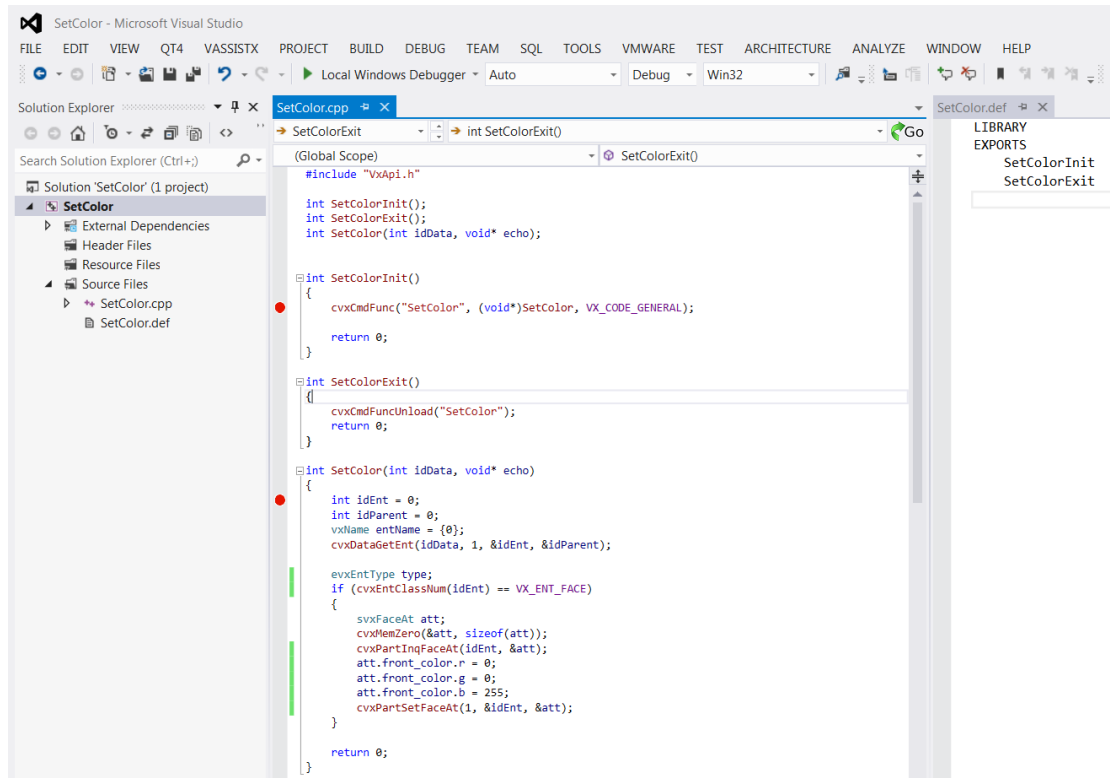 SetColor - Microsoft Visual Studio
FILE EDIT VIEW QT4 VASSISTX PROJECT BUILD DEBUG TEAM SQL TOOLS VMWARE TEST ARCHITECTURE ANALYZE WINDOW HELP
Local Windows Debugger Auto Debug Win32
Solution Explorer
Search Solution Explorer (Ctrl+;)
Solution 'SetColor' (1 project)
SetColor
External Dependencies
Header Files
Resource Files
Source Files
SetColor.cpp
SetColor.def
SetColor.cpp
SetColorExit int SetColorExit() Go
(Global Scope) SetColorExit()
#include "VxApi.h"
int SetColorInit();
int SetColorExit();
int SetColor(int idData, void* echo);
int SetColorInit()
{
cvxCmdFunc("SetColor", (void*)SetColor, VX_CODE_GENERAL);
return 0;
}
int SetColorExit()
{
cvxCmdFuncUnload("SetColor");
return 0;
}
int SetColor(int idData, void* echo)
{
int idEnt = 0;
int idParent = 0;
vxName entName = {0};
cvxDataGetEnt(idData, 1, &idEnt, &idParent);
evxEntType type;
if (cvxEntClassNum(idEnt) == VX_ENT_FACE)
{
svxFaceAt att;
cvxMemZero(&att, sizeof(att));
cvxPartInqFaceAt(idEnt, &att);
att.front_color.r = 0;
att.front_color.g = 0;
att.front_color.b = 255;
cvxPartSetFaceAt(1, &idEnt, &att);
}
return 0;
}
SetColor.def
LIBRARY
EXPORTS
SetColorInit
SetColorExit